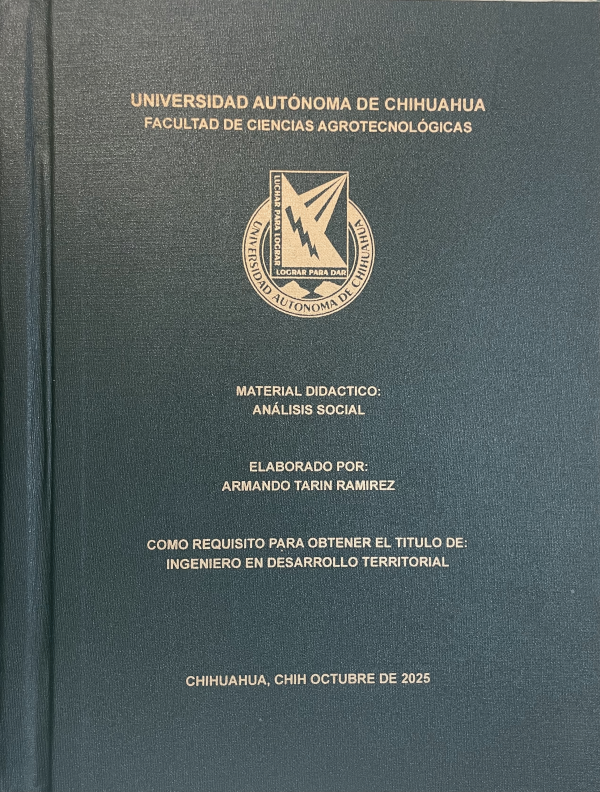 UNIVERSIDAD AUTÓNOMA DE CHIHUAHUA
FACULTAD DE CIENCIAS AGROTECNOLÓGICAS
LUCHAR PARA LOGRAR
LOGRAR PARA DAR
UNIVERSIDAD AUTONOMA DE CHIHUAHUA
MATERIAL DIDACTICO:
ANÁLISIS SOCIAL
ELABORADO POR:
ARMANDO TARIN RAMIREZ
COMO REQUISITO PARA OBTENER EL TITULO DE:
INGENIERO EN DESARROLLO TERRITORIAL
CHIHUAHUA, CHIH OCTUBRE DE 2025